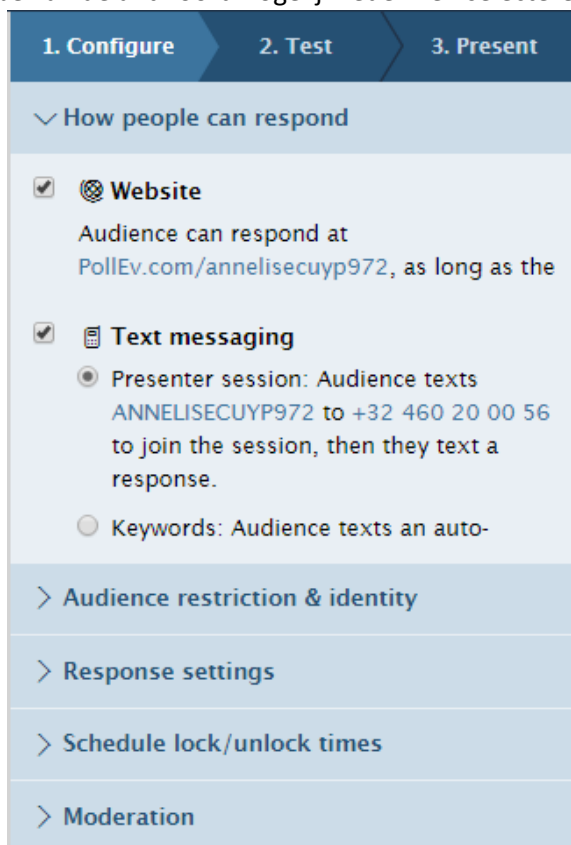 1. Configure 2. Test 3. Present
How people can respond
Website
Audience can respond at
PollEv.com/annelisecuyp972, as long as the
Text messaging
Presenter session: Audience texts
ANNELISECUYP972 to +32 460 20 00 56
to join the session, then they text a
response.
Keywords: Audience texts an auto-
Audience restriction & identity
Response settings
Schedule lock/unlock times
Moderation